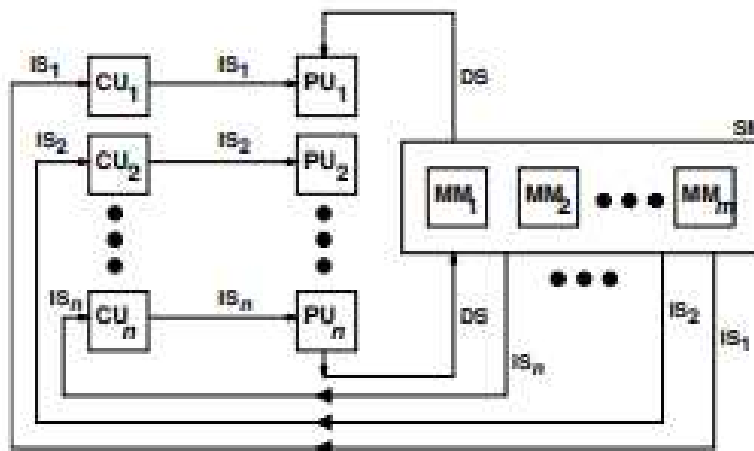 IS1 CU1 IS1 PU1 DS
SM
IS2 CU2 IS2 PU2
MM1 MM2 MMm
ISn CUn ISn PUn DS
ISn IS2 IS1